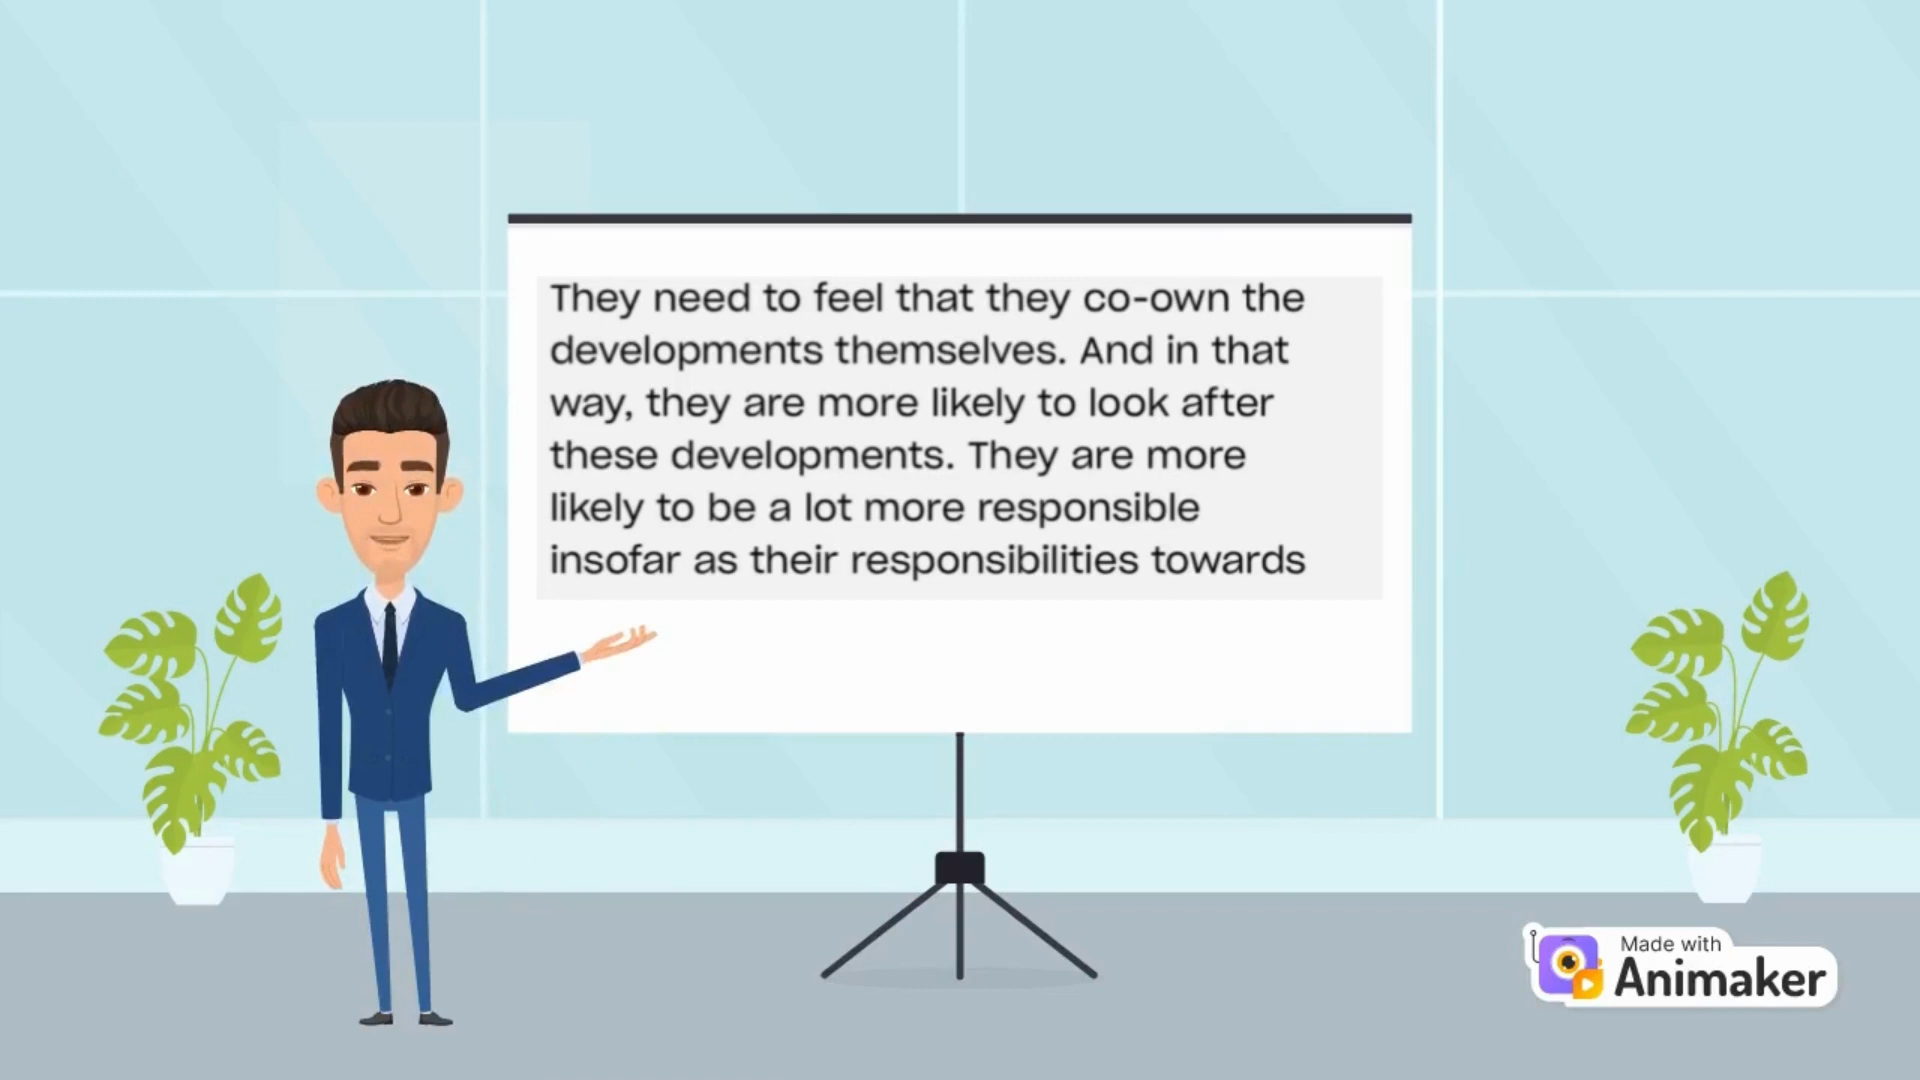 They need to feel that they co-own the
developments themselves. And in that
way, they are more likely to look after
these developments. They are more
likely to be a lot more responsible
insofar as their responsibilities towards
Made with
Animaker